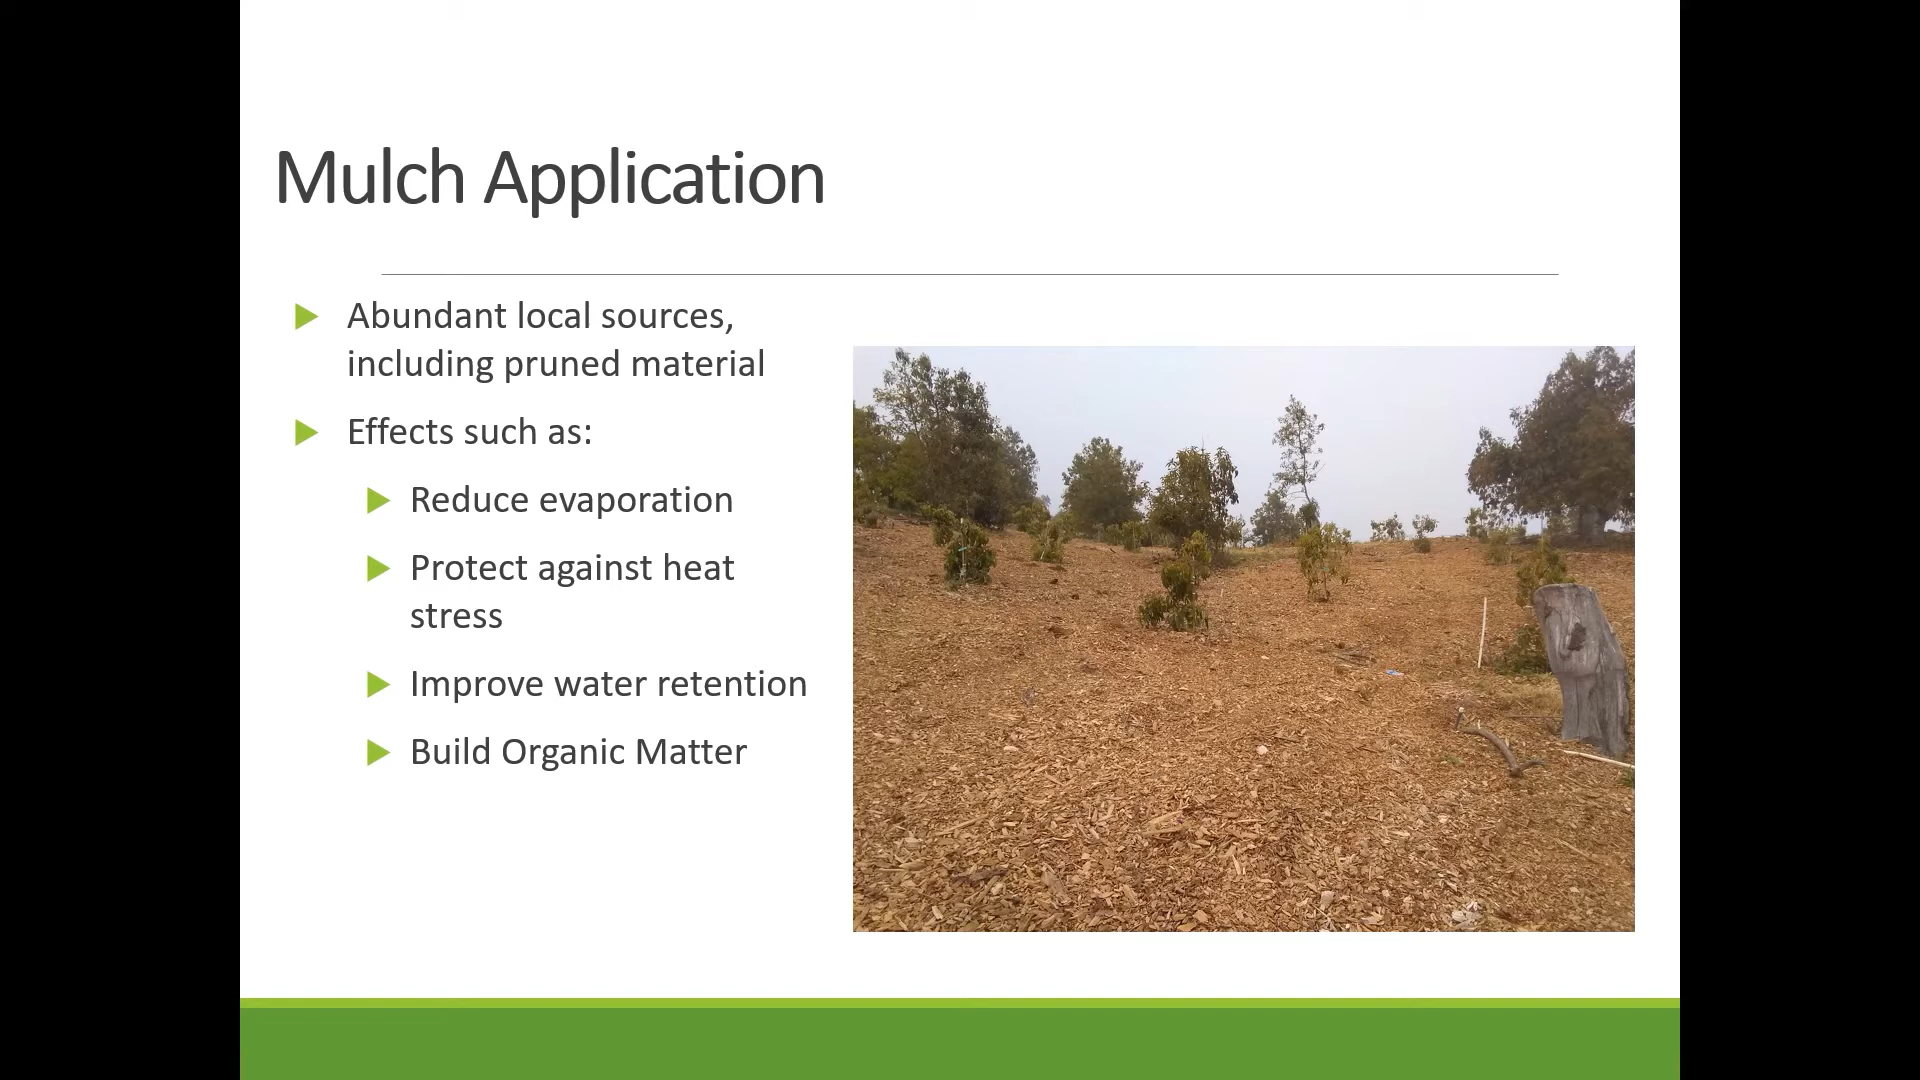 Mulch Application
Abundant local sources,
including pruned material
Effects such as:
Reduce evaporation
Protect against heat
stress
Improve water retention
Build Organic Matter